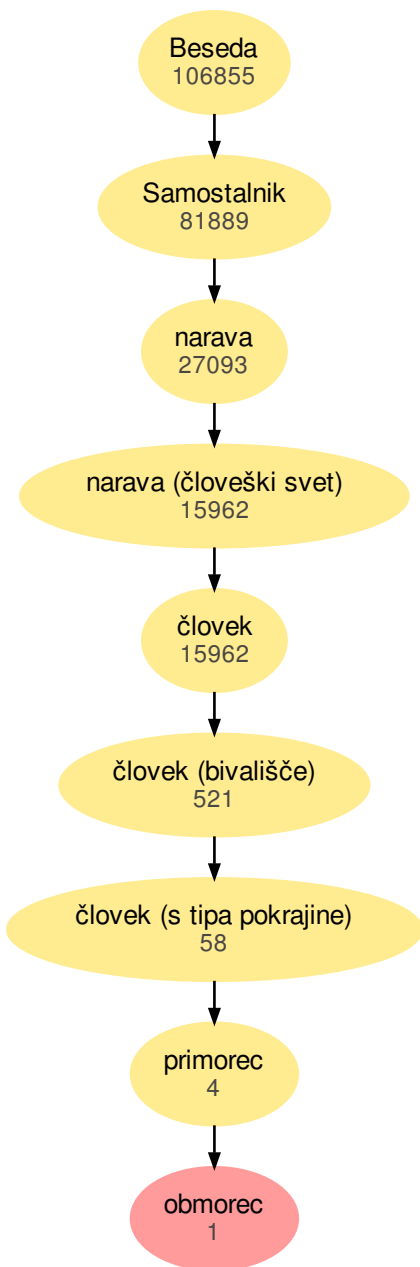 Beseda
106855
Samostalnik
81889
narava
27093
narava (človeški svet)
15962
človek
15962
človek (bivališče)
521
človek (s tipa pokrajine)
58
primorec
4
obmorec
1